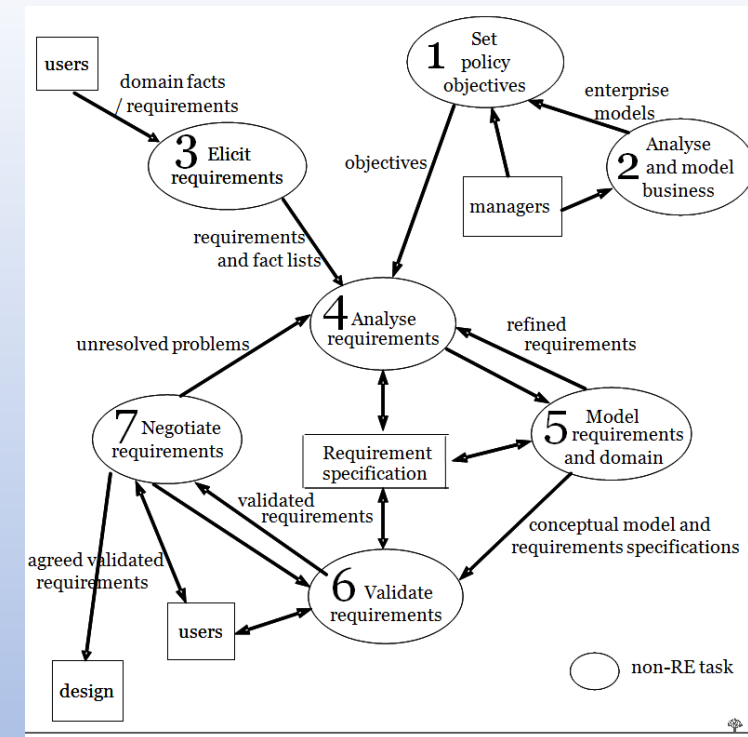 users
domain facts
/ requirements
3 Elicit
requirements
1 Set
policy
objectives
enterprise
models
2 Analyse
and model
business
managers
objectives
requirements
and fact lists
4 Analyse
requirements
unresolved problems
refined
requirements
7 Negotiate
requirements
Requirement
specification
5 Model
requirements
and domain
validated
requirements
conceptual model and
requirements specifications
agreed validated
requirements
6 Validate
requirements
users
design
non-RE task